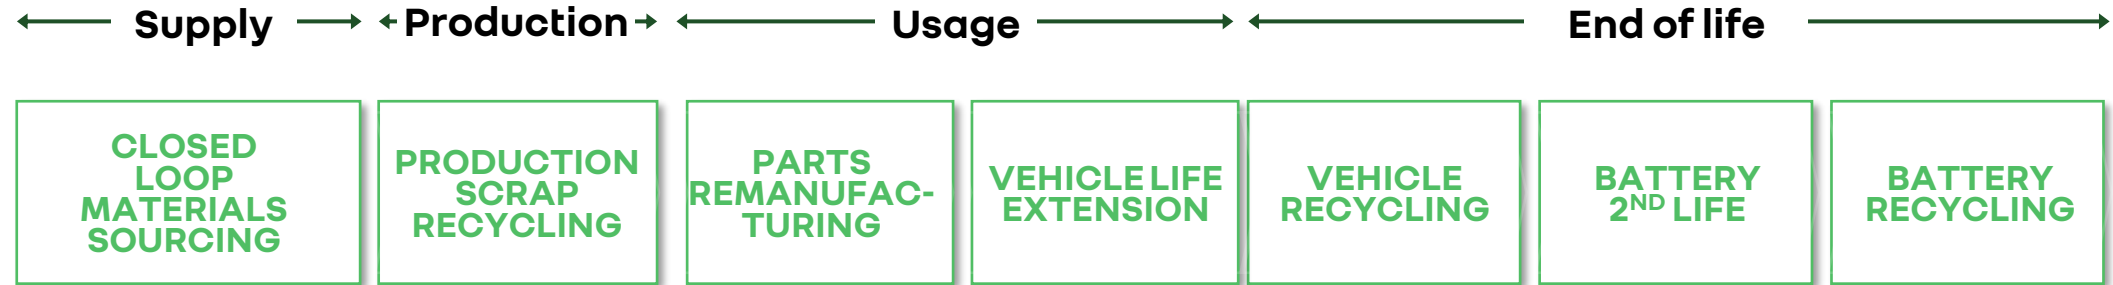 Supply
Production
Usage
End of life
CLOSED
LOOP
MATERIALS
SOURCING
PRODUCTION
SCRAP
RECYCLING
PARTS
REMANUFAC-
TURING
VEHICLE LIFE
EXTENSION
VEHICLE
RECYCLING
BATTERY
2ND LIFE
BATTERY
RECYCLING